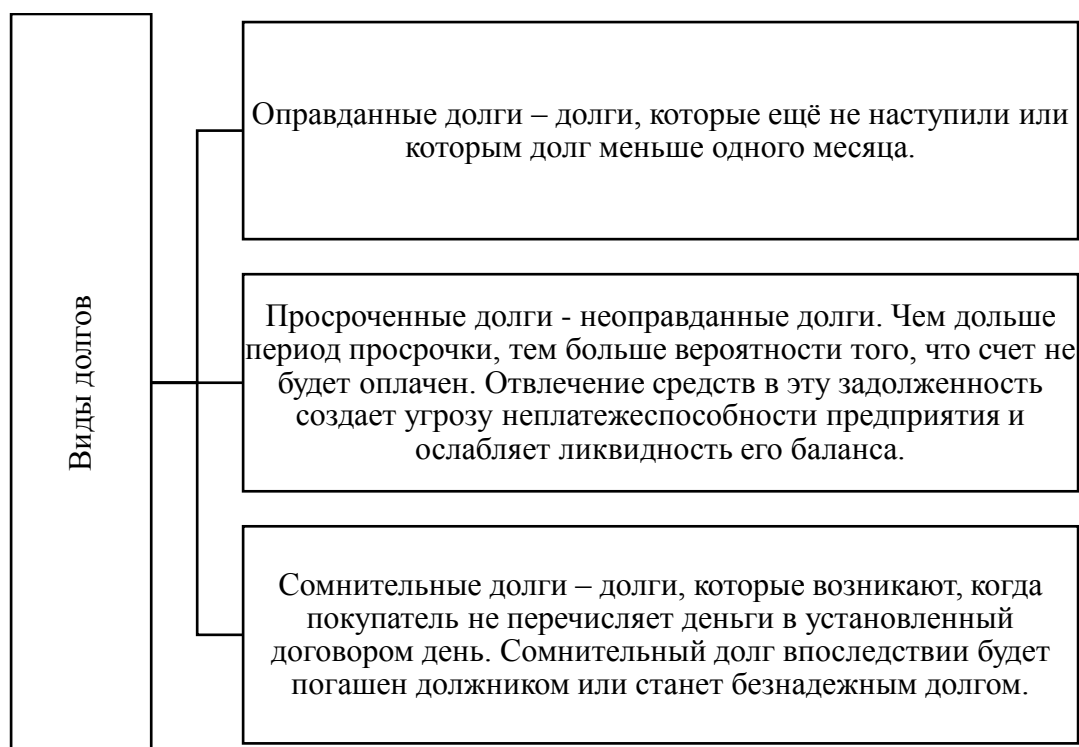 Виды долгов
Оправданные долги – долги, которые ещё не наступили или
которым долг меньше одного месяца.
Просроченные долги - неоправданные долги. Чем дольше
период просрочки, тем больше вероятности того, что счет не
будет оплачен. Отвлечение средств в эту задолженность
создает угрозу неплатежеспособности предприятия и
ослабляет ликвидность его баланса.
Сомнительные долги – долги, которые возникают, когда
покупатель не перечисляет деньги в установленный
договором день. Сомнительный долг впоследствии будет
погашен должником или станет безнадежным долгом.